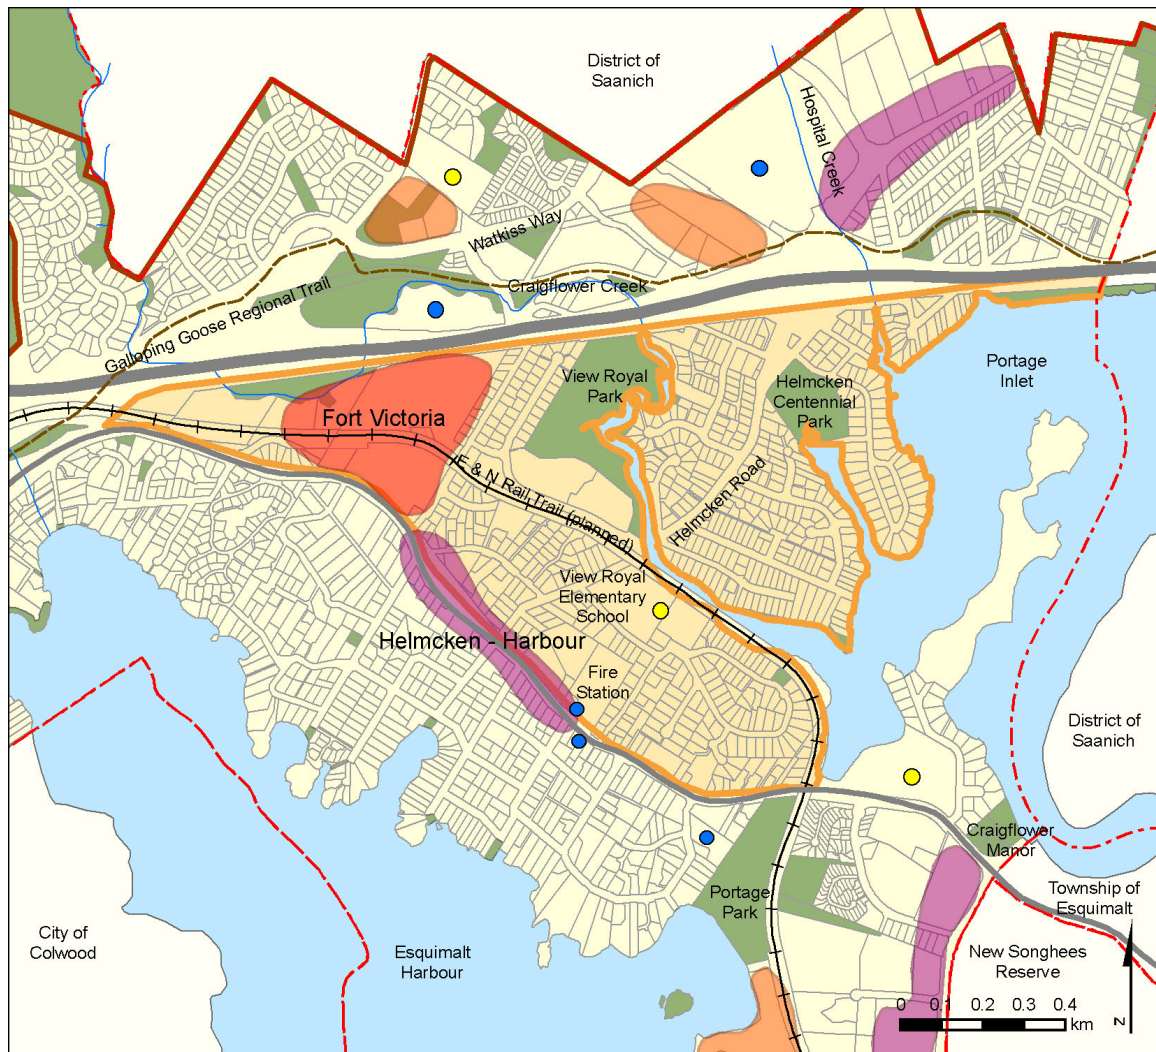 District of
Saanich
Hospital Creek
Watkiss Way
Craigflower Creek
Galloping Goose Regional Trail
View Royal
Park
Helmcken
Centennial
Park
Portage
Inlet
Fort Victoria
E & N Rail Trail (planned)
Helmcken Road
View Royal
Elementary
School
Helmcken - Harbour
Fire
Station
District of
Saanich
Craigflower
Manor
Portage
Park
Township of
Esquimalt
City of
Colwood
Esquimalt
Harbour
New Songhees
Reserve
0 0.1 0.2 0.3 0.4
km
N